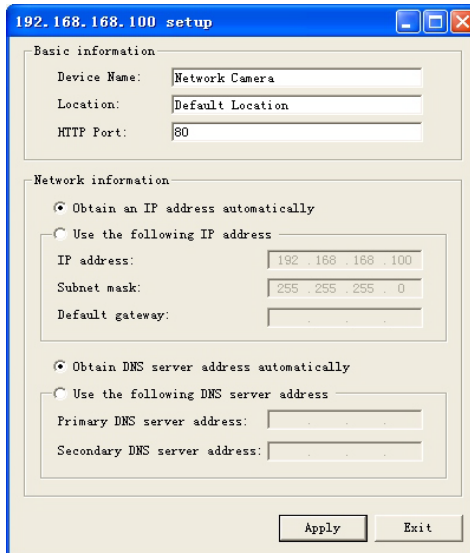 192.168.168.100 setup
Basic information
Device Name: Network Camera
Location: Default Location
HTTP Port: 80
Network information
Obtain an IP address automatically
Use the following IP address
IP address: 192 . 168 . 168 . 100
Subnet mask: 255 . 255 . 255 . 0
Default gateway: . . .
Obtain DNS server address automatically
Use the following DNS server address
Primary DNS server address: . . .
Secondary DNS server address: . . .
Apply Exit